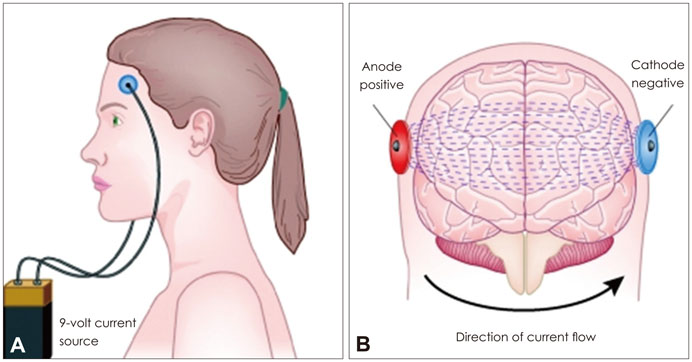 9-volt current
source
A
Anode
positive
Cathode
negative
Direction of current flow
B